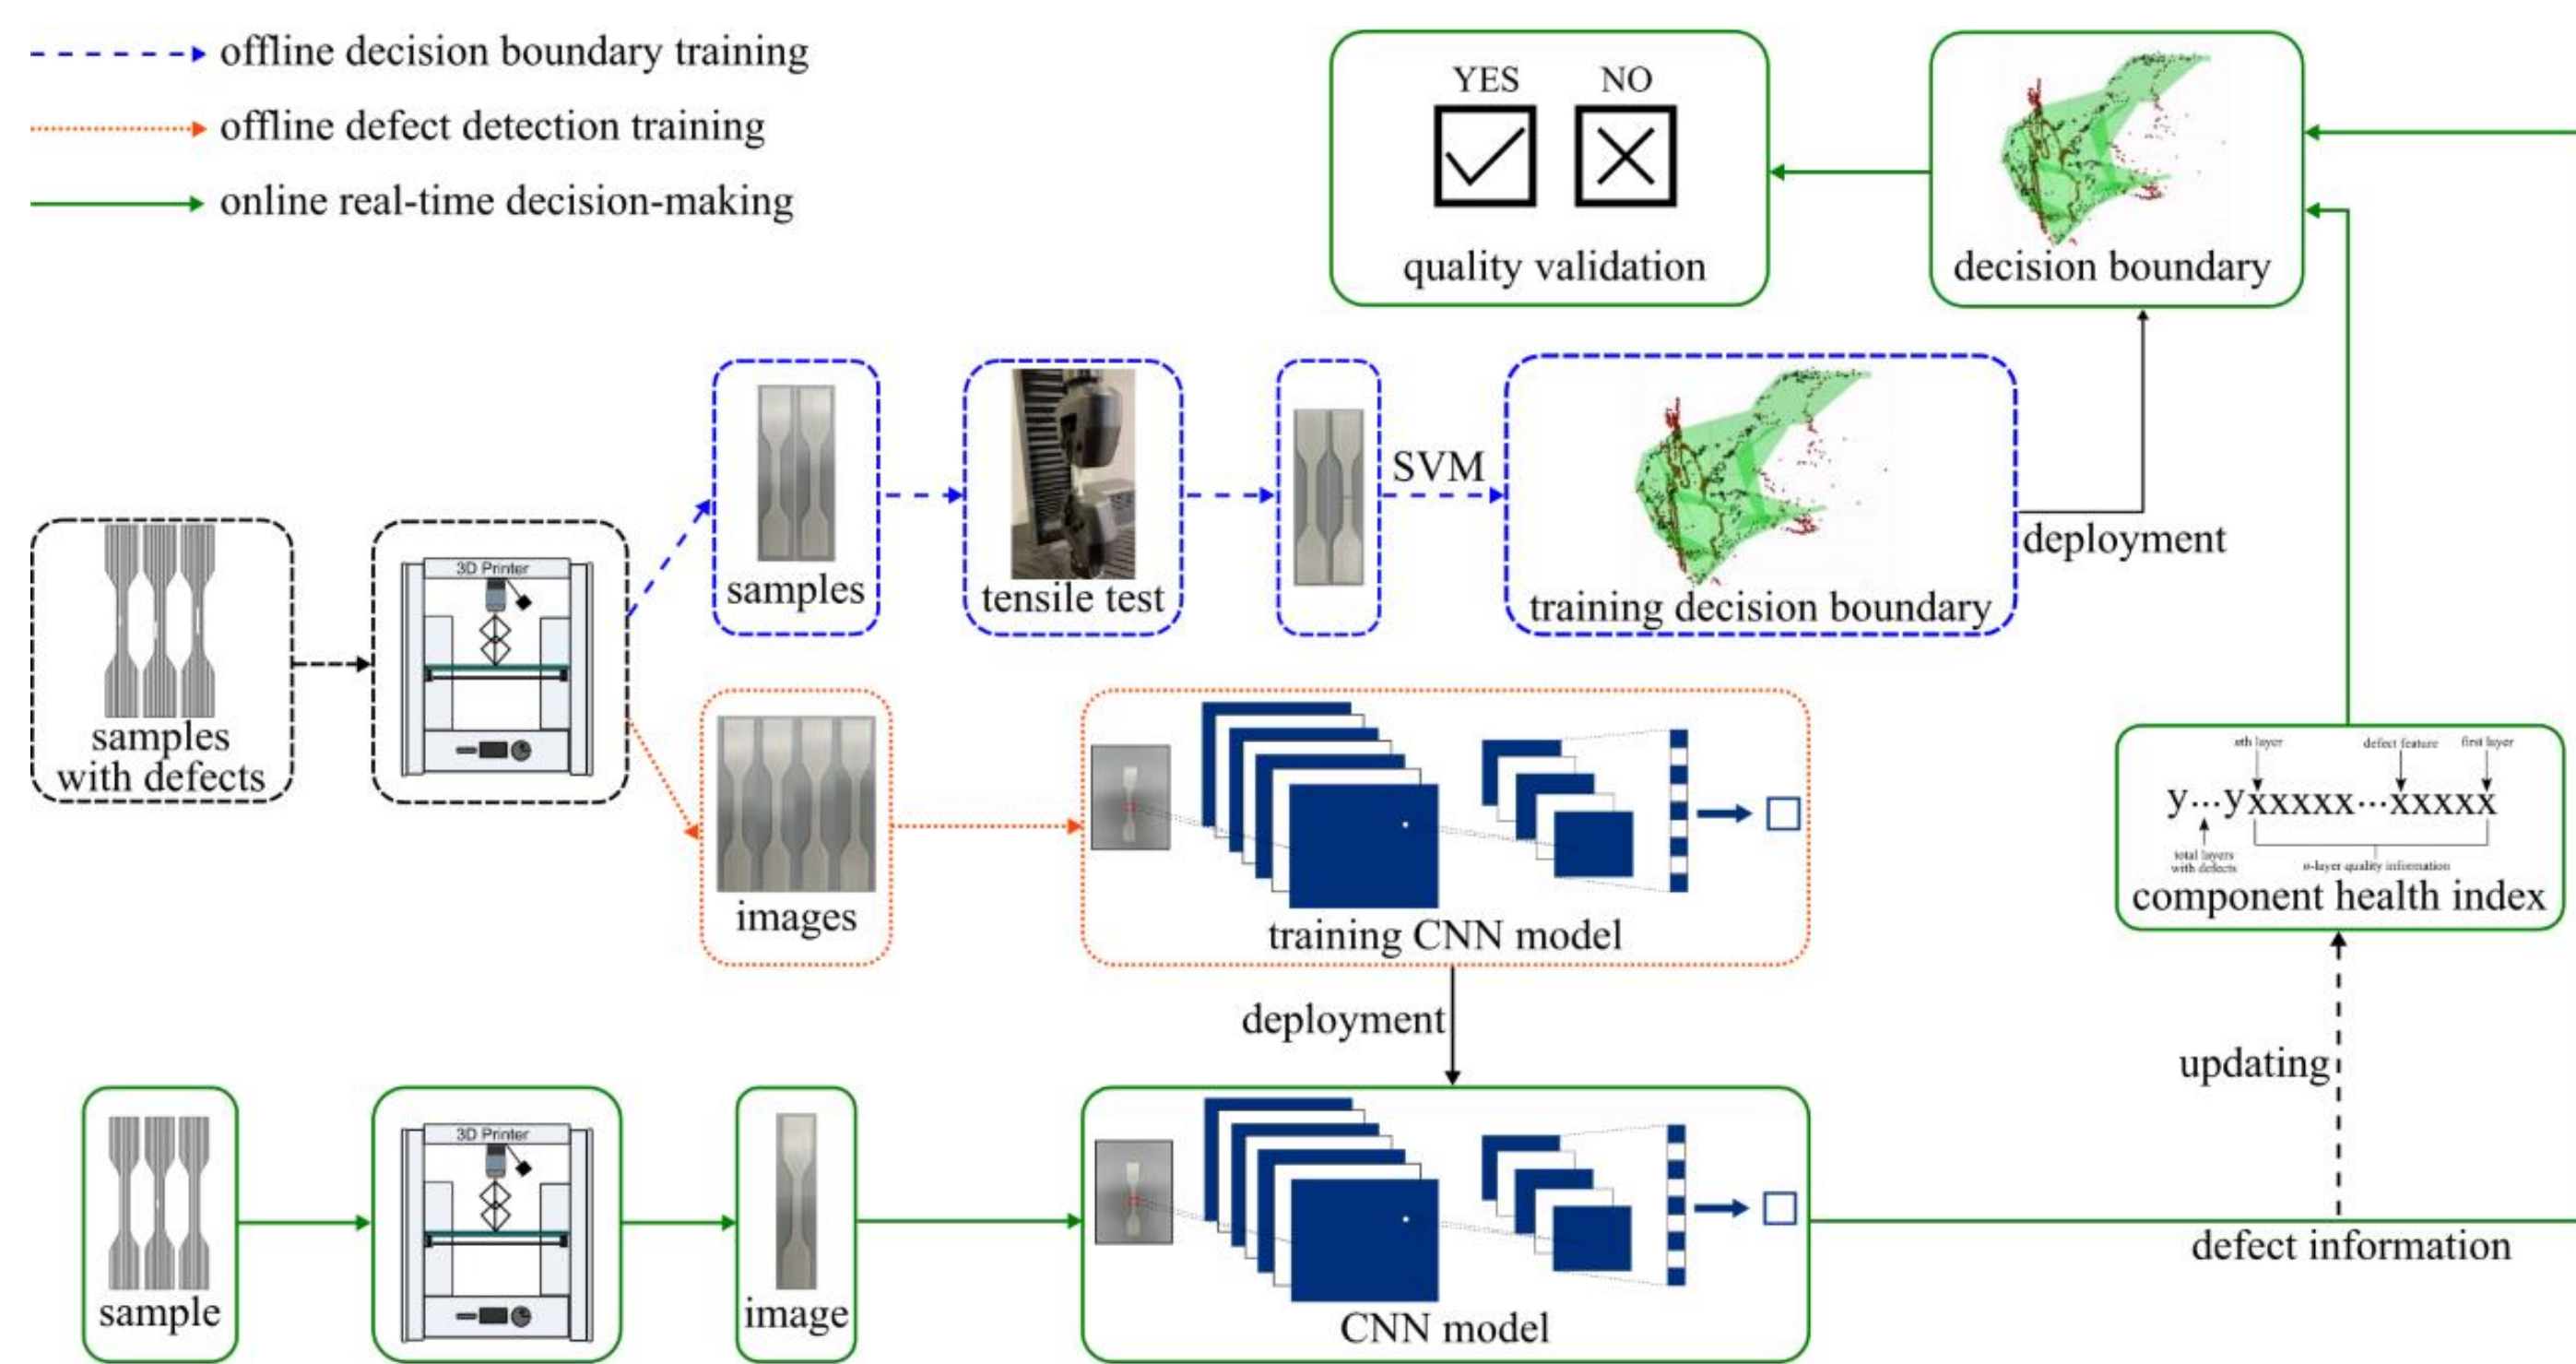 offline decision boundary training
offline defect detection training
online real-time decision-making
YES
NO
quality validation
decision boundary
samples
tensile test
SVM
training decision boundary
deployment
samples
with defects
3D Printer
images
training CNN model
nth layer
defect feature
first layer
y...yxxxxx...xxxxx
total layers
with defects
n-layer quality information
component health index
deployment
updating
sample
3D Printer
image
CNN model
defect information